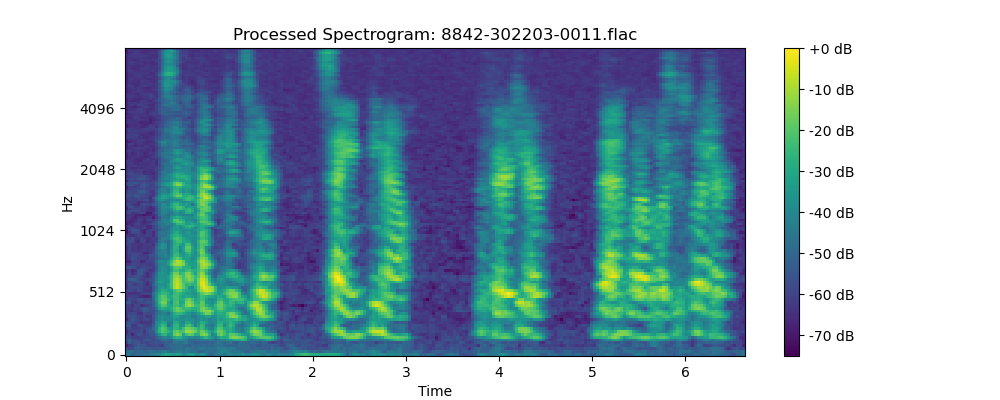 Processed Spectrogram: 8842-302203-0011.flac
+0 dB
-10 dB
-20 dB
-30 dB
-40 dB
-50 dB
-60 dB
-70 dB
4096
2048
1024
512
0
Hz
0 1 2 3 4 5 6
Time